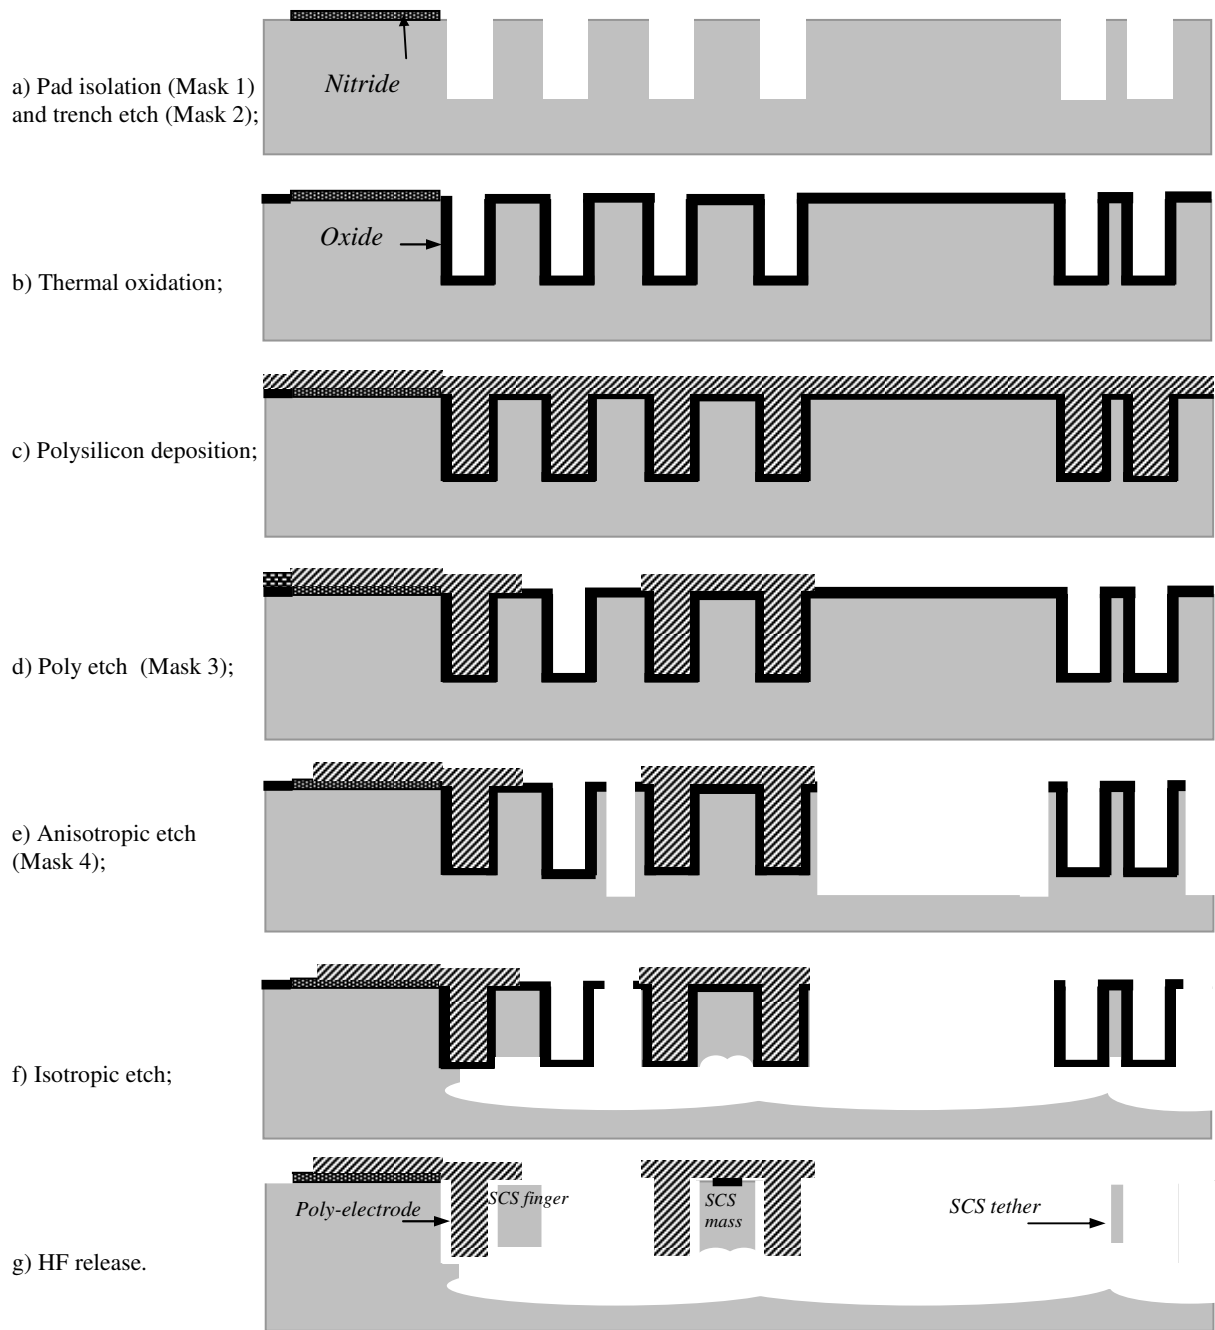 a) Pad isolation (Mask 1)
and trench etch (Mask 2);
Nitride
b) Thermal oxidation;
Oxide
c) Polysilicon deposition;
d) Poly etch (Mask 3);
e) Anisotropic etch
(Mask 4);
f) Isotropic etch;
g) HF release.
Poly-electrode
SCS finger
SCS
mass
SCS tether